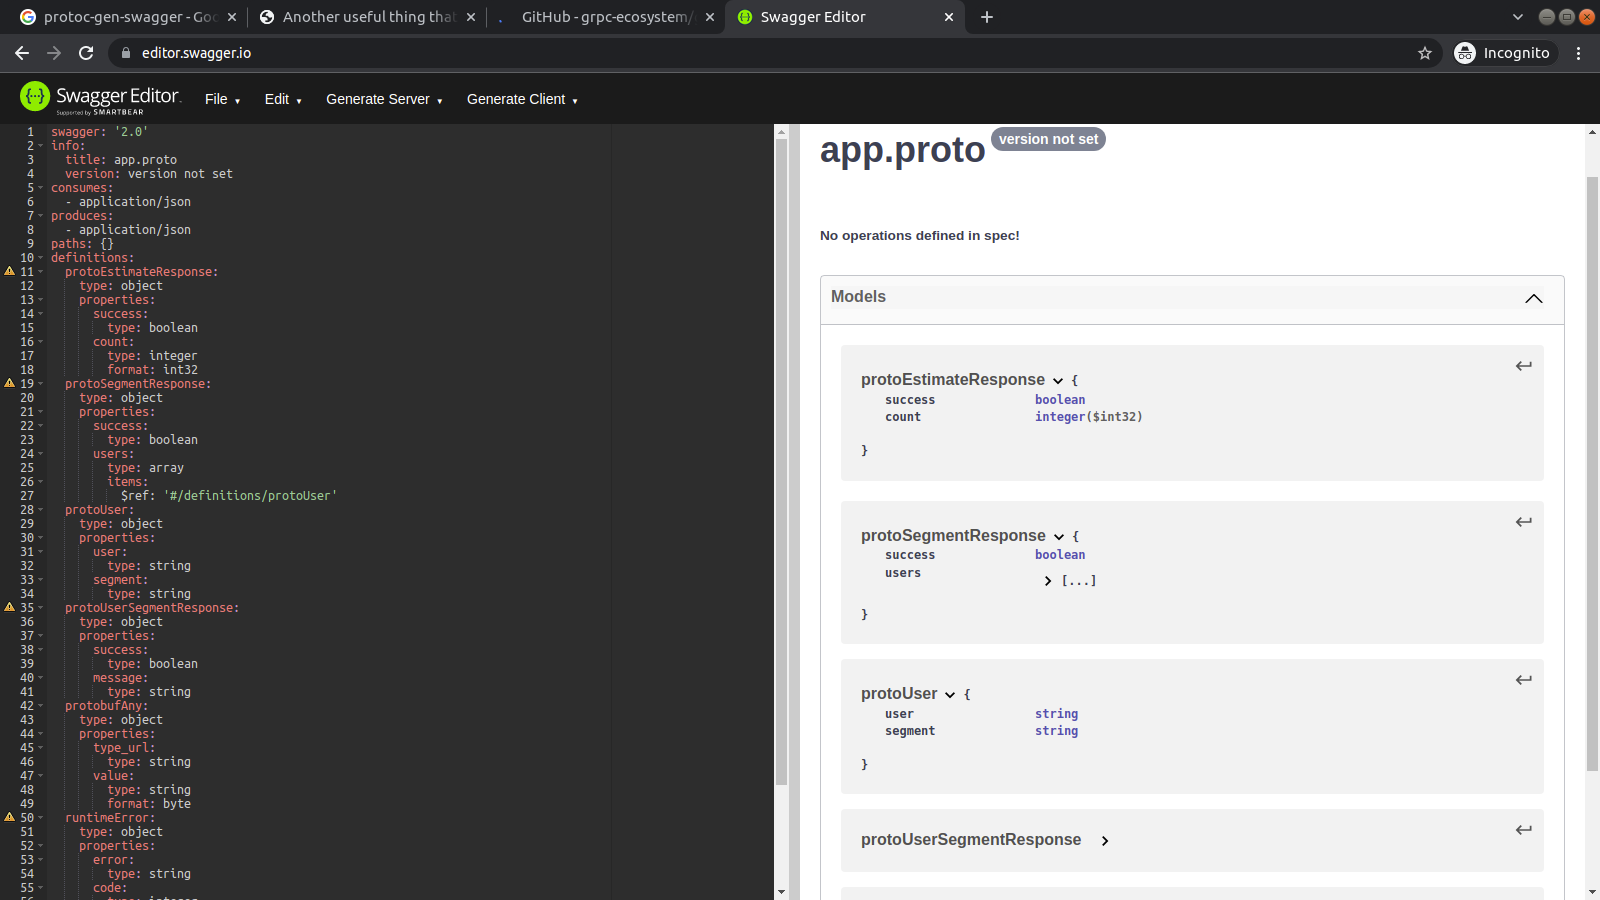 protoc-gen-swagger - Goo
Another useful thing that
GitHub - grpc-ecosystem/
Swagger Editor
editor.swagger.io
Incognito
Swagger Editor
Supported by SMARTBEAR
File
Edit
Generate Server
Generate Client
1 swagger: '2.0'
2 info:
3 title: app.proto
4 version: version not set
5 consumes:
6 - application/json
7 produces:
8 - application/json
9 paths: {}
10 definitions:
11 protoEstimateResponse:
12 type: object
13 properties:
14 success:
15 type: boolean
16 count:
17 type: integer
18 format: int32
19 protoSegmentResponse:
20 type: object
21 properties:
22 success:
23 type: boolean
24 users:
25 type: array
26 items:
27 $ref: '#/definitions/protoUser'
28 protoUser:
29 type: object
30 properties:
31 user:
32 type: string
33 segment:
34 type: string
35 protoUserSegmentResponse:
36 type: object
37 properties:
38 success:
39 type: boolean
40 message:
41 type: string
42 protobufAny:
43 type: object
44 properties:
45 type_url:
46 type: string
47 value:
48 type: string
49 format: byte
50 runtimeError:
51 type: object
52 properties:
53 error:
54 type: string
55 code:
56 type: integer
app.proto version not set
No operations defined in spec!
Models
protoEstimateResponse {
success boolean
count integer($int32)
}
protoSegmentResponse {
success boolean
users [...]
}
protoUser {
user string
segment string
}
protoUserSegmentResponse